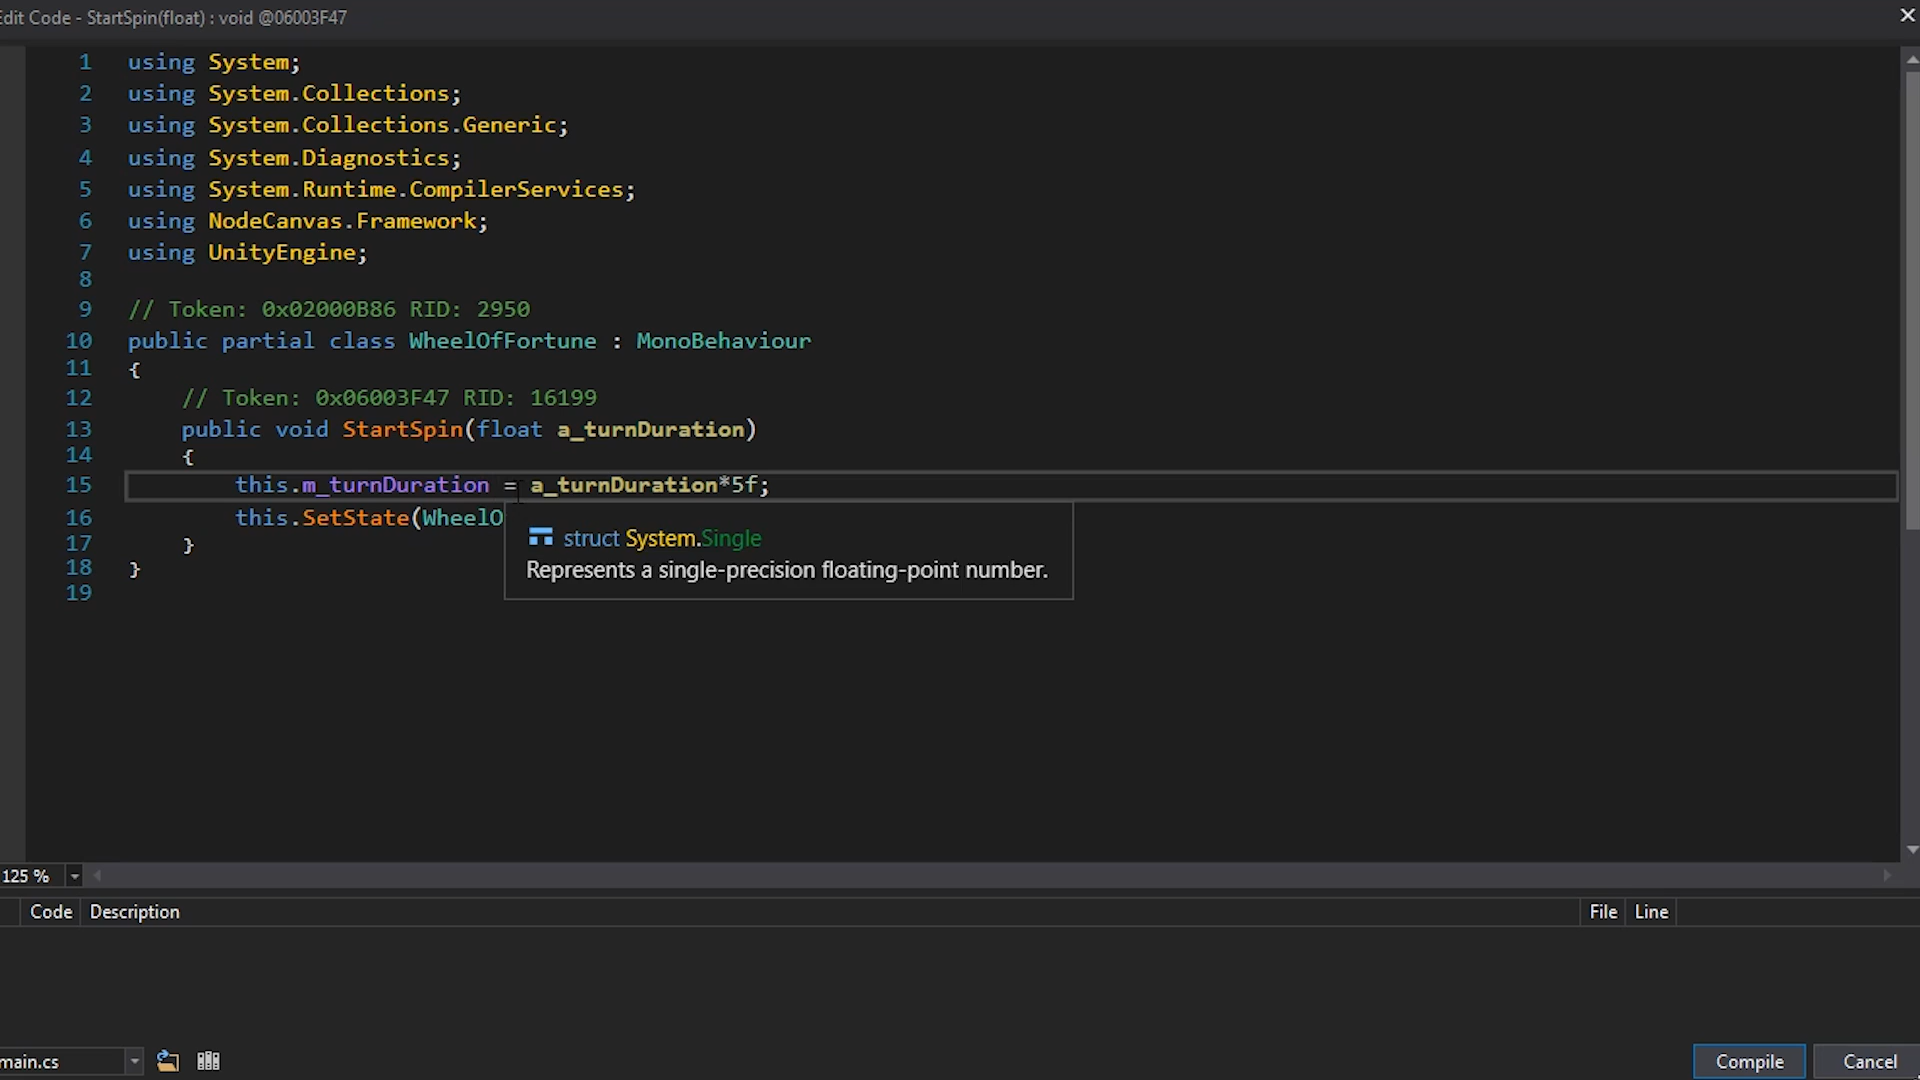 Edit Code - StartSpin(float) : void @06003F47
1 using System;
2 using System.Collections;
3 using System.Collections.Generic;
4 using System.Diagnostics;
5 using System.Runtime.CompilerServices;
6 using NodeCanvas.Framework;
7 using UnityEngine;
8
9 // Token: 0x02000B86 RID: 2950
10 public partial class WheelOfFortune : MonoBehaviour
11 {
12 // Token: 0x06003F47 RID: 16199
13 public void StartSpin(float a_turnDuration)
14 {
15 this.m_turnDuration = a_turnDuration*5f;
16 this.SetState(WheelO
struct System.Single
17 }
Represents a single-precision floating-point number.
18 }
19
125 %
Code Description File Line
main.cs
Compile Cancel